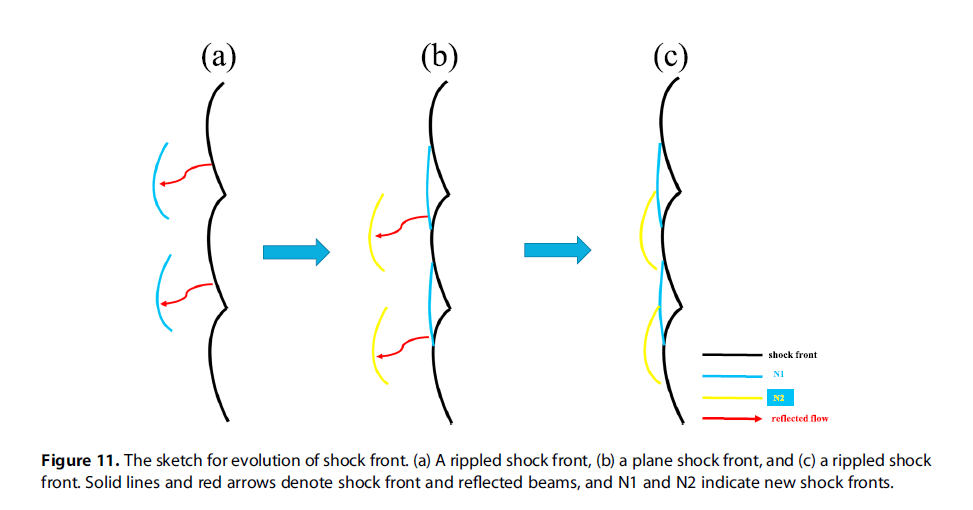 (a)
(b)
(c)
shock front
N1
N2
reflected flow
Figure 11. The sketch for evolution of shock front. (a) A rippled shock front, (b) a plane shock front, and (c) a rippled shock
front. Solid lines and red arrows denote shock front and reflected beams, and N1 and N2 indicate new shock fronts.